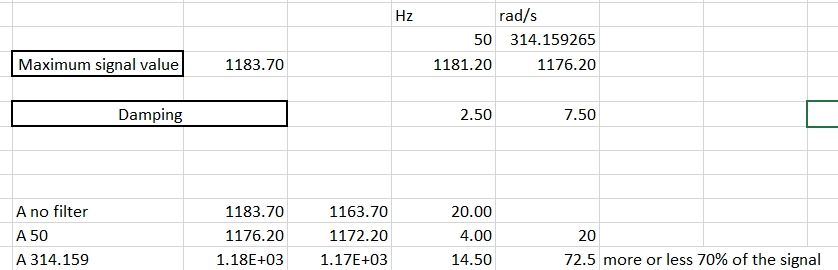 Hz rad/s
50 314.159265
Maximum signal value 1183.70 1181.20 1176.20
Damping 2.50 7.50
A no filter 1183.70 1163.70 20.00
A 50 1176.20 1172.20 4.00 20
A 314.159 1.18E+03 1.17E+03 14.50 72.5 more or less 70% of the signal